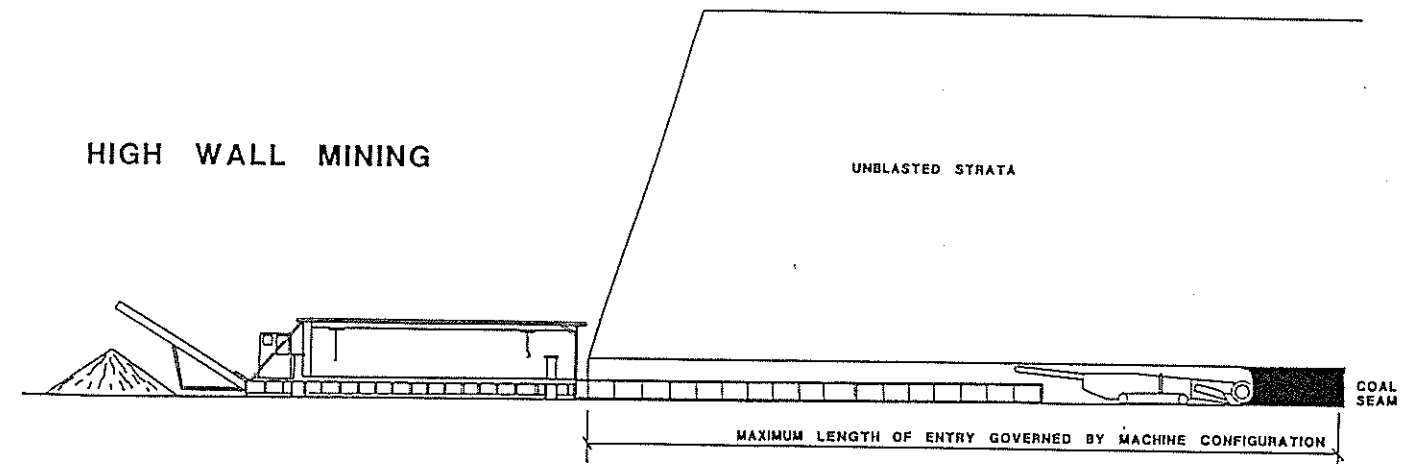 HIGH WALL MINING
UNBLASTED STRATA
COAL
SEAM
MAXIMUM LENGTH OF ENTRY GOVERNED BY MACHINE CONFIGURATION